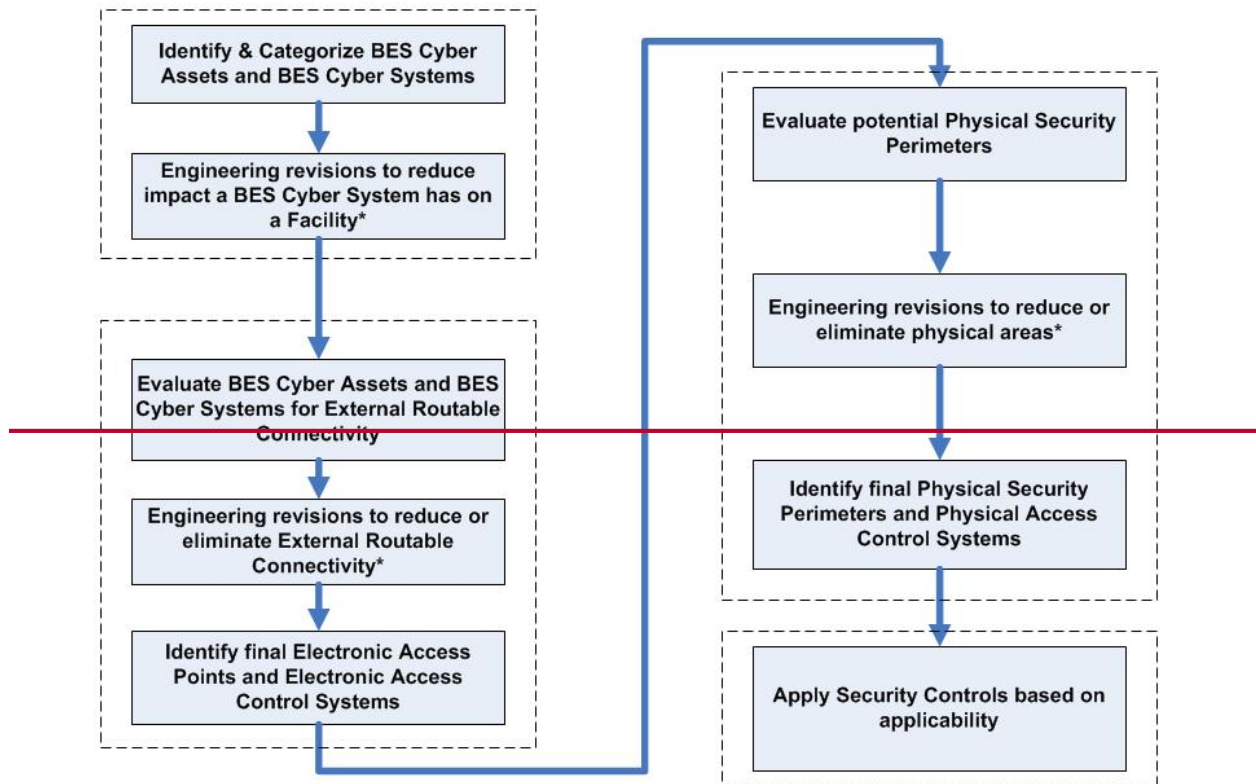 Identify & Categorize BES Cyber
Assets and BES Cyber Systems
Engineering revisions to reduce
impact a BES Cyber System has on
a Facility*
Evaluate BES Cyber Assets and BES
Cyber Systems for External Routable
Connectivity
Engineering revisions to reduce or
eliminate External Routable
Connectivity*
Identify final Electronic Access
Points and Electronic Access
Control Systems
Evaluate potential Physical Security
Perimeters
Engineering revisions to reduce or
eliminate physical areas*
Identify final Physical Security
Perimeters and Physical Access
Control Systems
Apply Security Controls based on
applicability